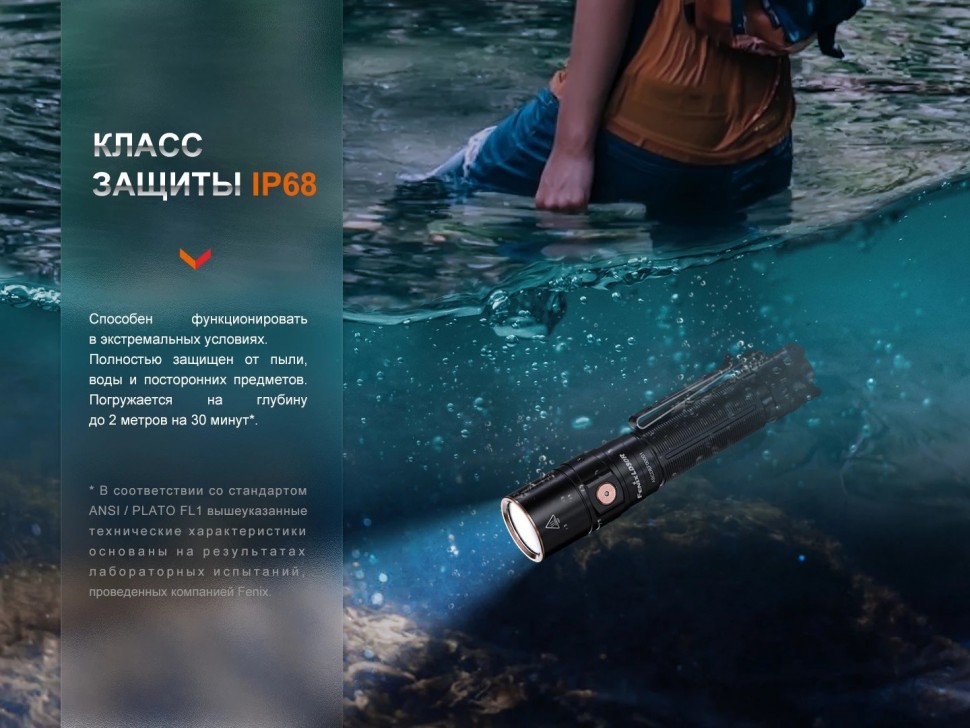 КЛАСС
ЗАЩИТЫ IP68
Способен функционировать
в экстремальных условиях.
Полностью защищен от пыли,
воды и посторонних предметов.
Погружается на глубину
до 2 метров на 30 минут*.
* В соответствии со стандартом
ANSI / PLATO FL1 вышеуказанные
технические характеристики
основаны на результатах
лабораторных испытаний,
проведенных компанией Fenix.
Fenix LD30R